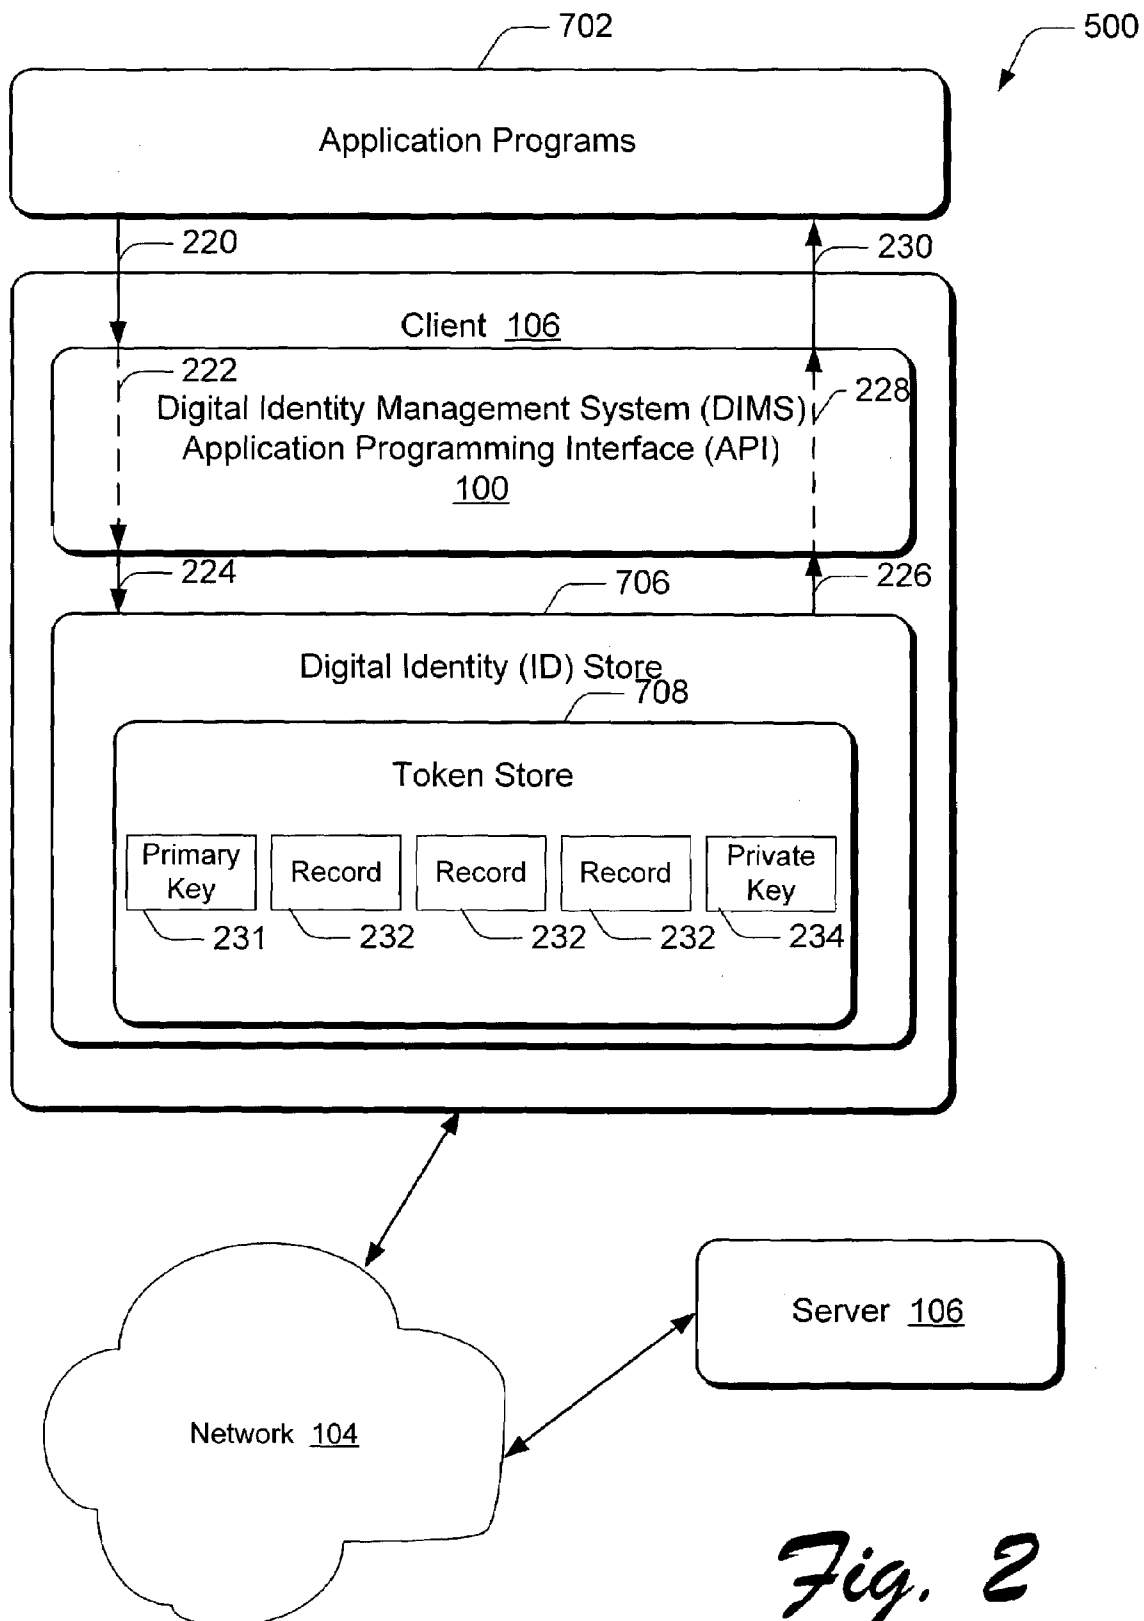 702
500
Application Programs
220
230
Client 106
222
228
Digital Identity Management System (DIMS)
Application Programming Interface (API)
100
224
226
706
Digital Identity (ID) Store
708
Token Store
Primary
Key
Record
Record
Record
Private
Key
231
232
232
232
234
Server 106
Network 104
Fig. 2